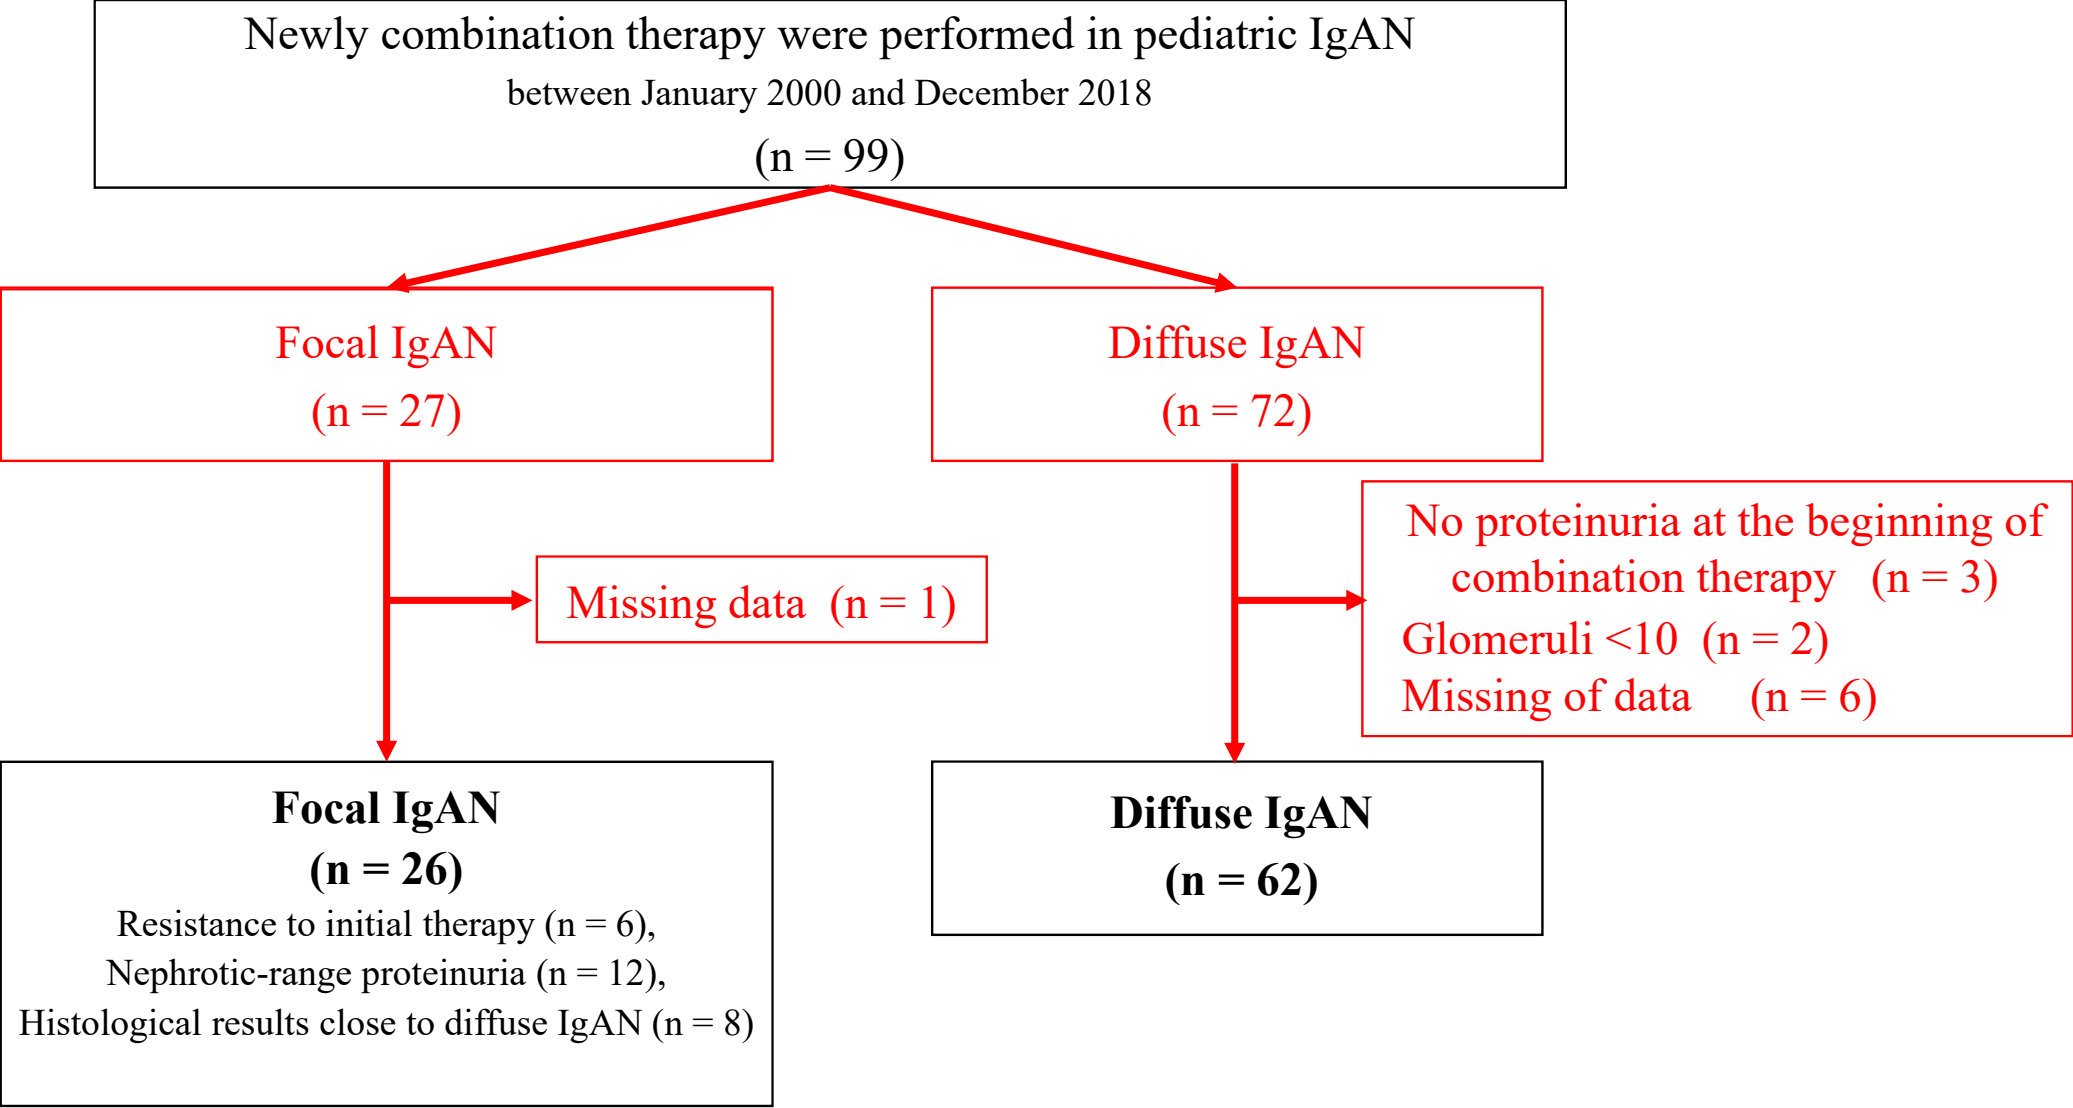 Newly combination therapy were performed in pediatric IgAN
between January 2000 and December 2018
(n = 99)
Focal IgAN
(n = 27)
Diffuse IgAN
(n = 72)
Missing data (n = 1)
No proteinuria at the beginning of
combination therapy (n = 3)
Glomeruli <10 (n = 2)
Missing of data (n = 6)
Focal IgAN
(n = 26)
Resistance to initial therapy (n = 6),
Nephrotic-range proteinuria (n = 12),
Histological results close to diffuse IgAN (n = 8)
Diffuse IgAN
(n = 62)